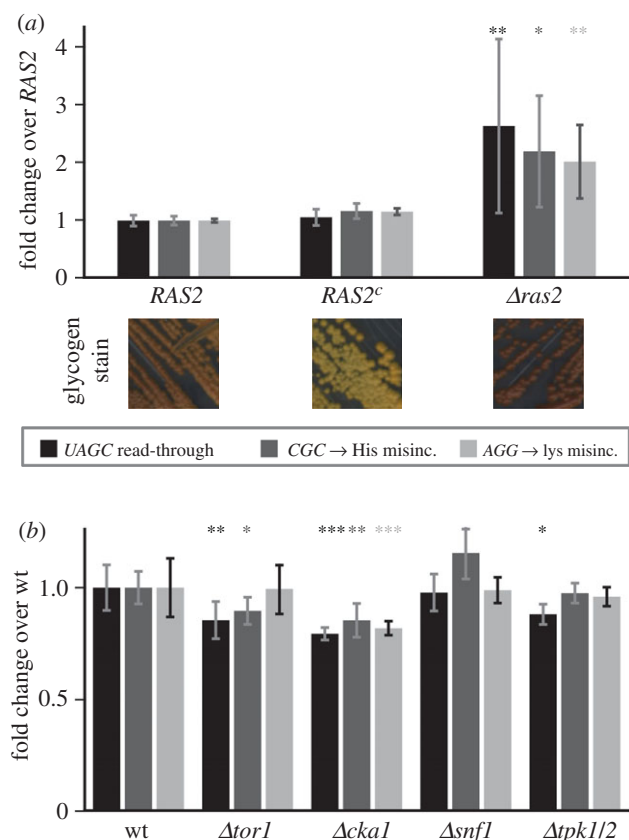 (a)
** * **
4
3
2
1
0
fold change over RAS2
RAS2 RAS2ᶜ Δras2
glycogen
stain
UAGC read-through CGC → His misinc. AGG → lys misinc.
(b)
** * *** ** *** *
1.0
0.5
0
fold change over wt
wt Δtor1 Δcka1 Δsnf1 Δtpk1/2